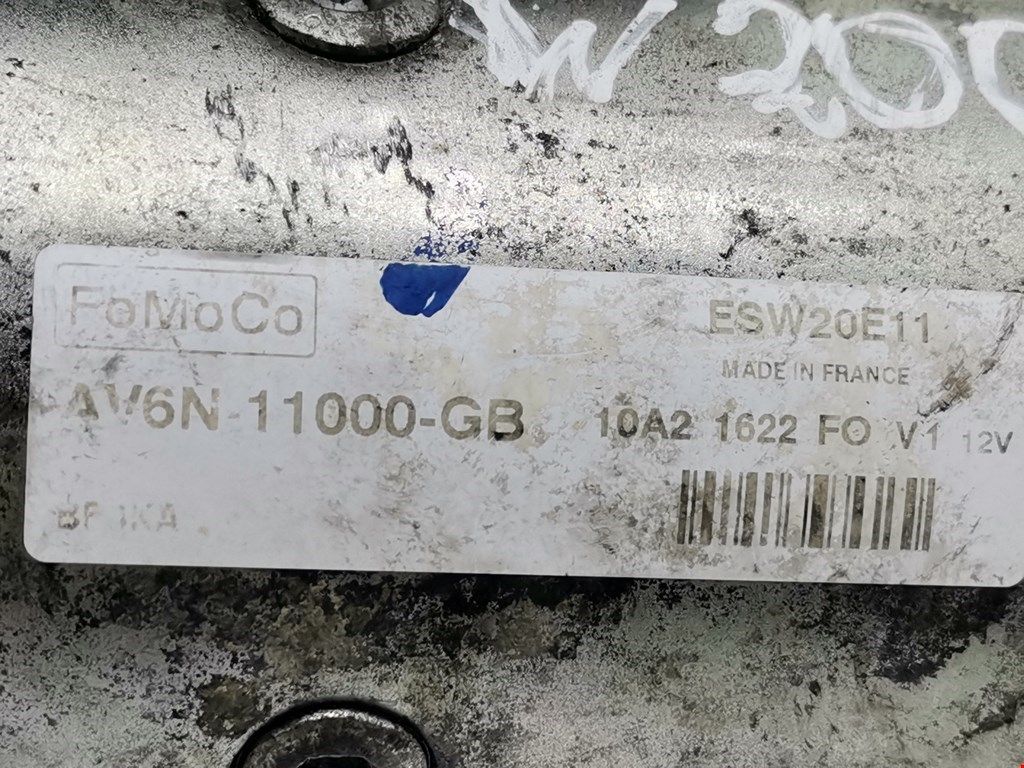 FoMoCo
ESW20E11
MADE IN FRANCE
AV6N-11000-GB
10A2 1622 FO V1 12V